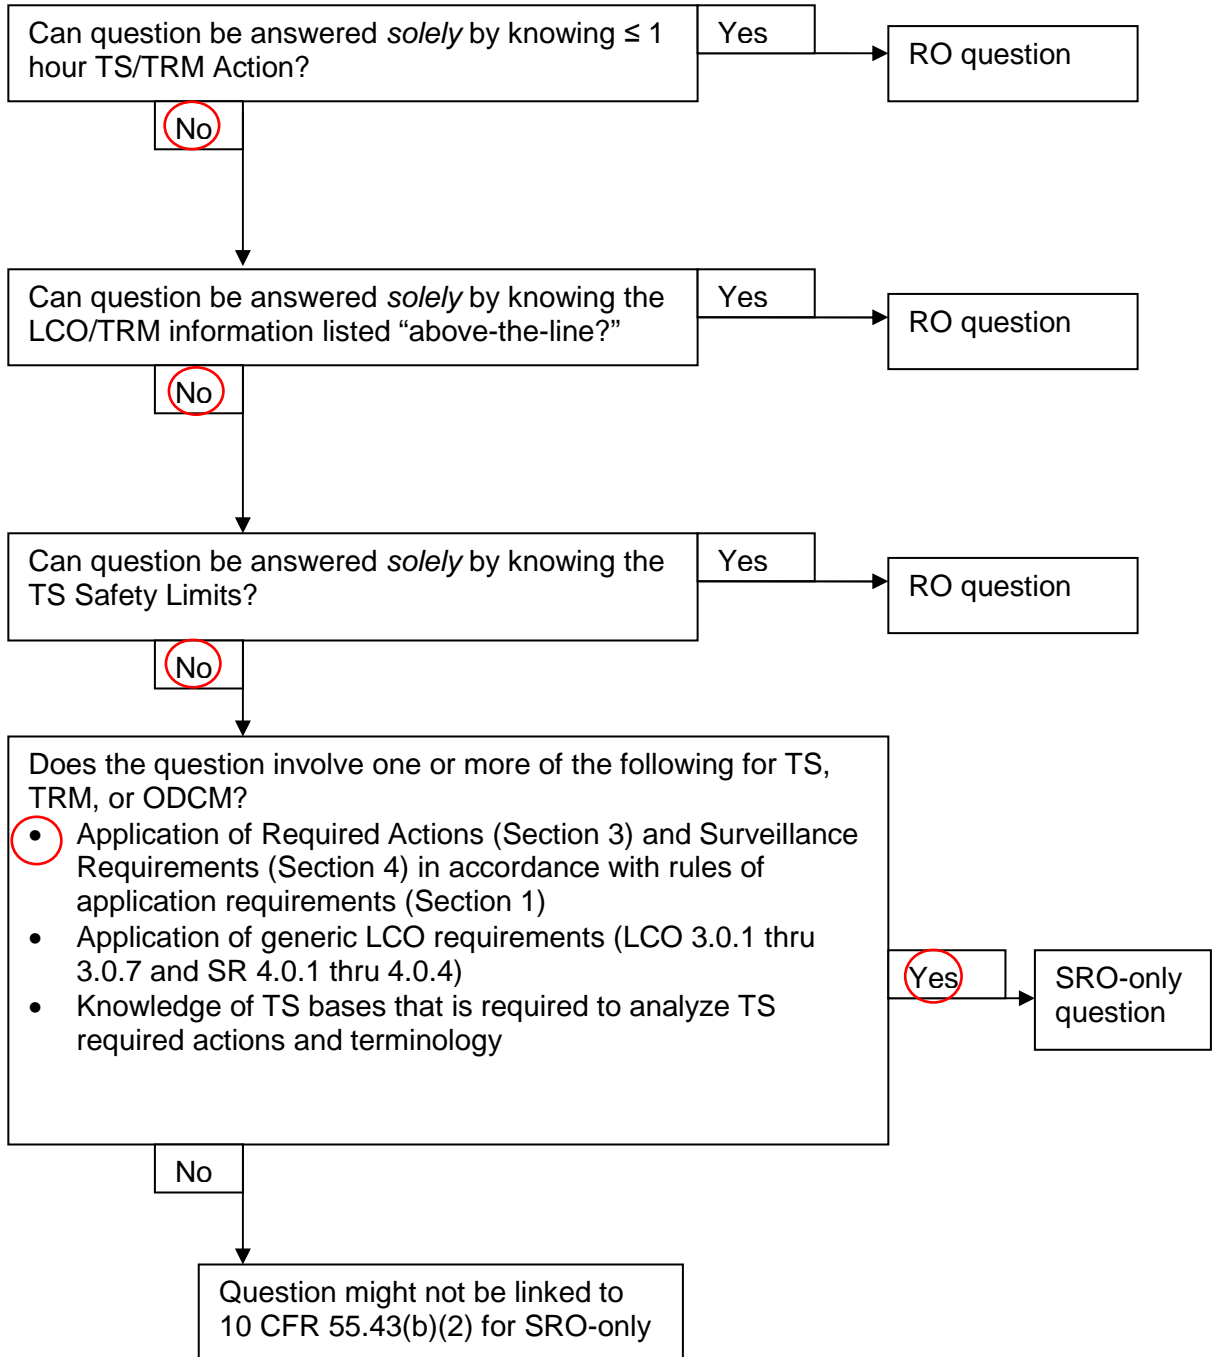 Can question be answered solely by knowing ≤ 1
hour TS/TRM Action?
Yes
RO question
No
Can question be answered solely by knowing the
LCO/TRM information listed “above-the-line?”
Yes
RO question
No
Can question be answered solely by knowing the
TS Safety Limits?
Yes
RO question
No
Does the question involve one or more of the following for TS,
TRM, or ODCM?
• Application of Required Actions (Section 3) and Surveillance
Requirements (Section 4) in accordance with rules of
application requirements (Section 1)
• Application of generic LCO requirements (LCO 3.0.1 thru
3.0.7 and SR 4.0.1 thru 4.0.4)
• Knowledge of TS bases that is required to analyze TS
required actions and terminology
Yes
SRO-only
question
No
Question might not be linked to
10 CFR 55.43(b)(2) for SRO-only